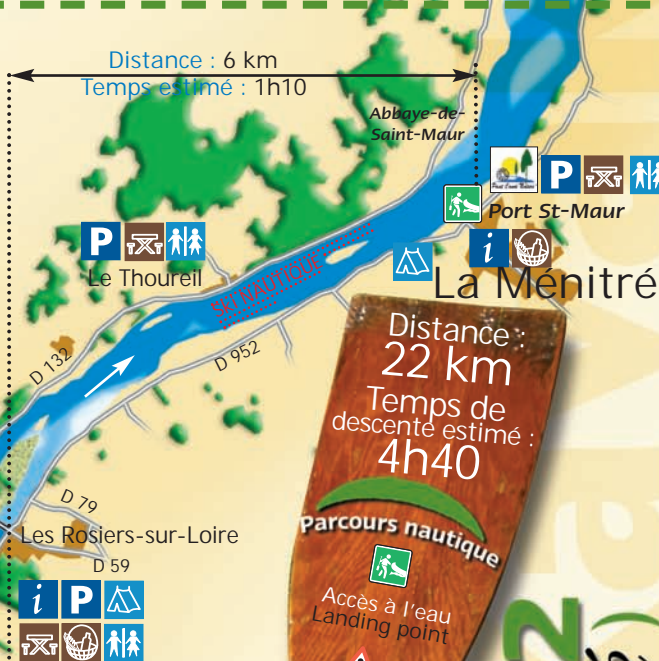 Distance : 6 km
Temps estimé : 1h10
Abbaye-de-
Saint-Maur
P
P
Port St-Maur
Le Thoureil
i
SKI NAUTIQUE
La Ménitré
D 132
D 952
Distance :
22 km
Temps de
descente estimé :
4h40
Parcours nautique
D 79
Les Rosiers-sur-Loire
D 59
i P
Accès à l'eau
Landing point
2